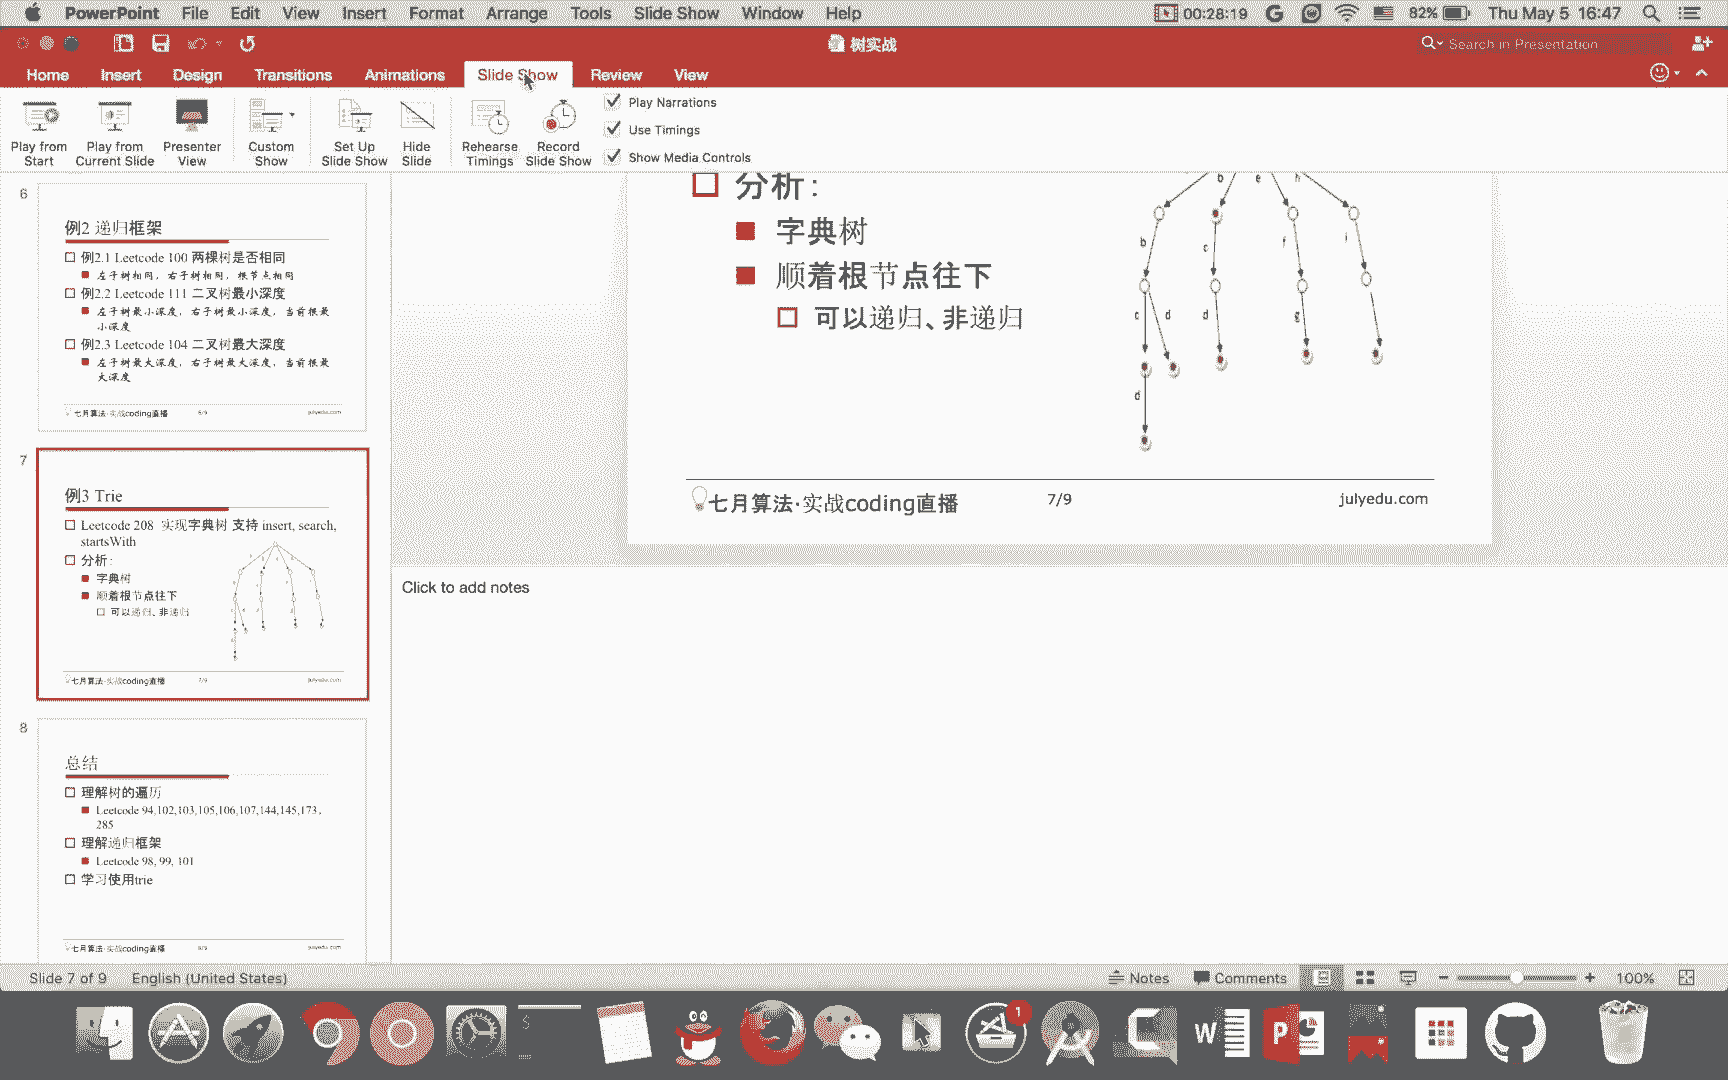 PowerPoint File Edit View Insert Format Arrange Tools Slide Show Window Help 00:28:19 82% Thu May 5 16:47
树实战
Search in Presentation
Home Insert Design Transitions Animations Slide Show Review View
Play from Start
Play from Current Slide
Presenter View
Custom Show
Set Up Slide Show
Hide Slide
Rehearse Timings
Record Slide Show
Play Narrations
Use Timings
Show Media Controls
6
例2 递归框架
例2.1 Leetcode 100 两棵树是否相同
左子树相同，右子树相同，根节点相同
例2.2 Leetcode 111 二叉树最小深度
左子树最小深度，右子树最小深度，当前根最
小深度
例2.3 Leetcode 104 二叉树最大深度
左子树最大深度，右子树最大深度，当前根最
大深度
七月算法·实战coding直播 6/9 julyedu.com
7
例3 Trie
Leetcode 208 实现字典树 支持 insert, search,
startsWith
分析:
字典树
顺着根节点往下
可以递归、非递归
七月算法·实战coding直播 7/9 julyedu.com
8
总结
理解树的遍历
Leetcode 94,102,103,105,106,107,144,145,173,
285
理解递归框架
Leetcode 98, 99, 101
学习使用trie
七月算法·实战coding直播 8/9 julyedu.com
分析:
字典树
顺着根节点往下
可以递归、非递归
b e h
b c f i
c d d g
d
七月算法·实战coding直播 7/9 julyedu.com
Click to add notes
Slide 7 of 9 English (United States) Notes Comments 100%
1